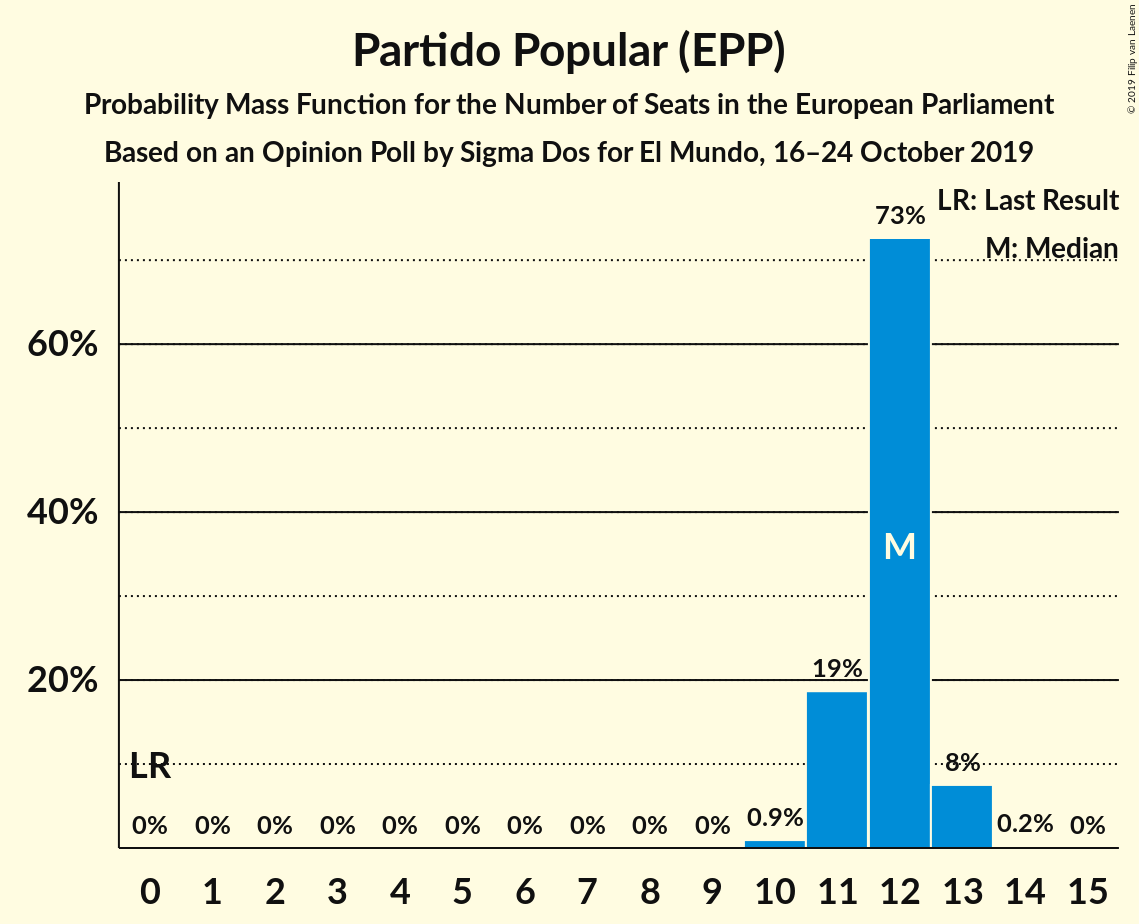 Partido Popular (EPP)
Probability Mass Function for the Number of Seats in the European Parliament
Based on an Opinion Poll by Sigma Dos for El Mundo, 16–24 October 2019
© 2019 Filip van Laenen
LR: Last Result
M: Median
60%
40%
20%
LR
M
0% 0% 0% 0% 0% 0% 0% 0% 0% 0% 0.9% 19% 73% 8% 0.2% 0%
0 1 2 3 4 5 6 7 8 9 10 11 12 13 14 15